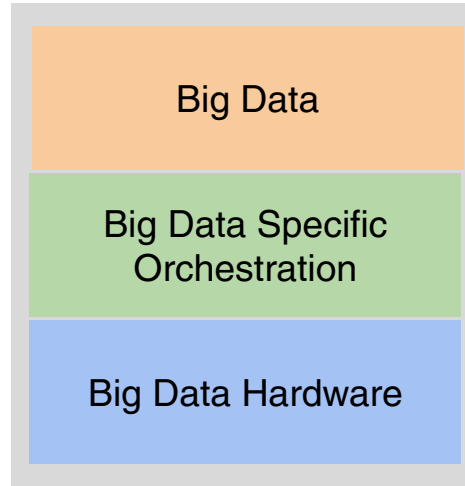 Big Data
Big Data Specific
Orchestration
Big Data Hardware